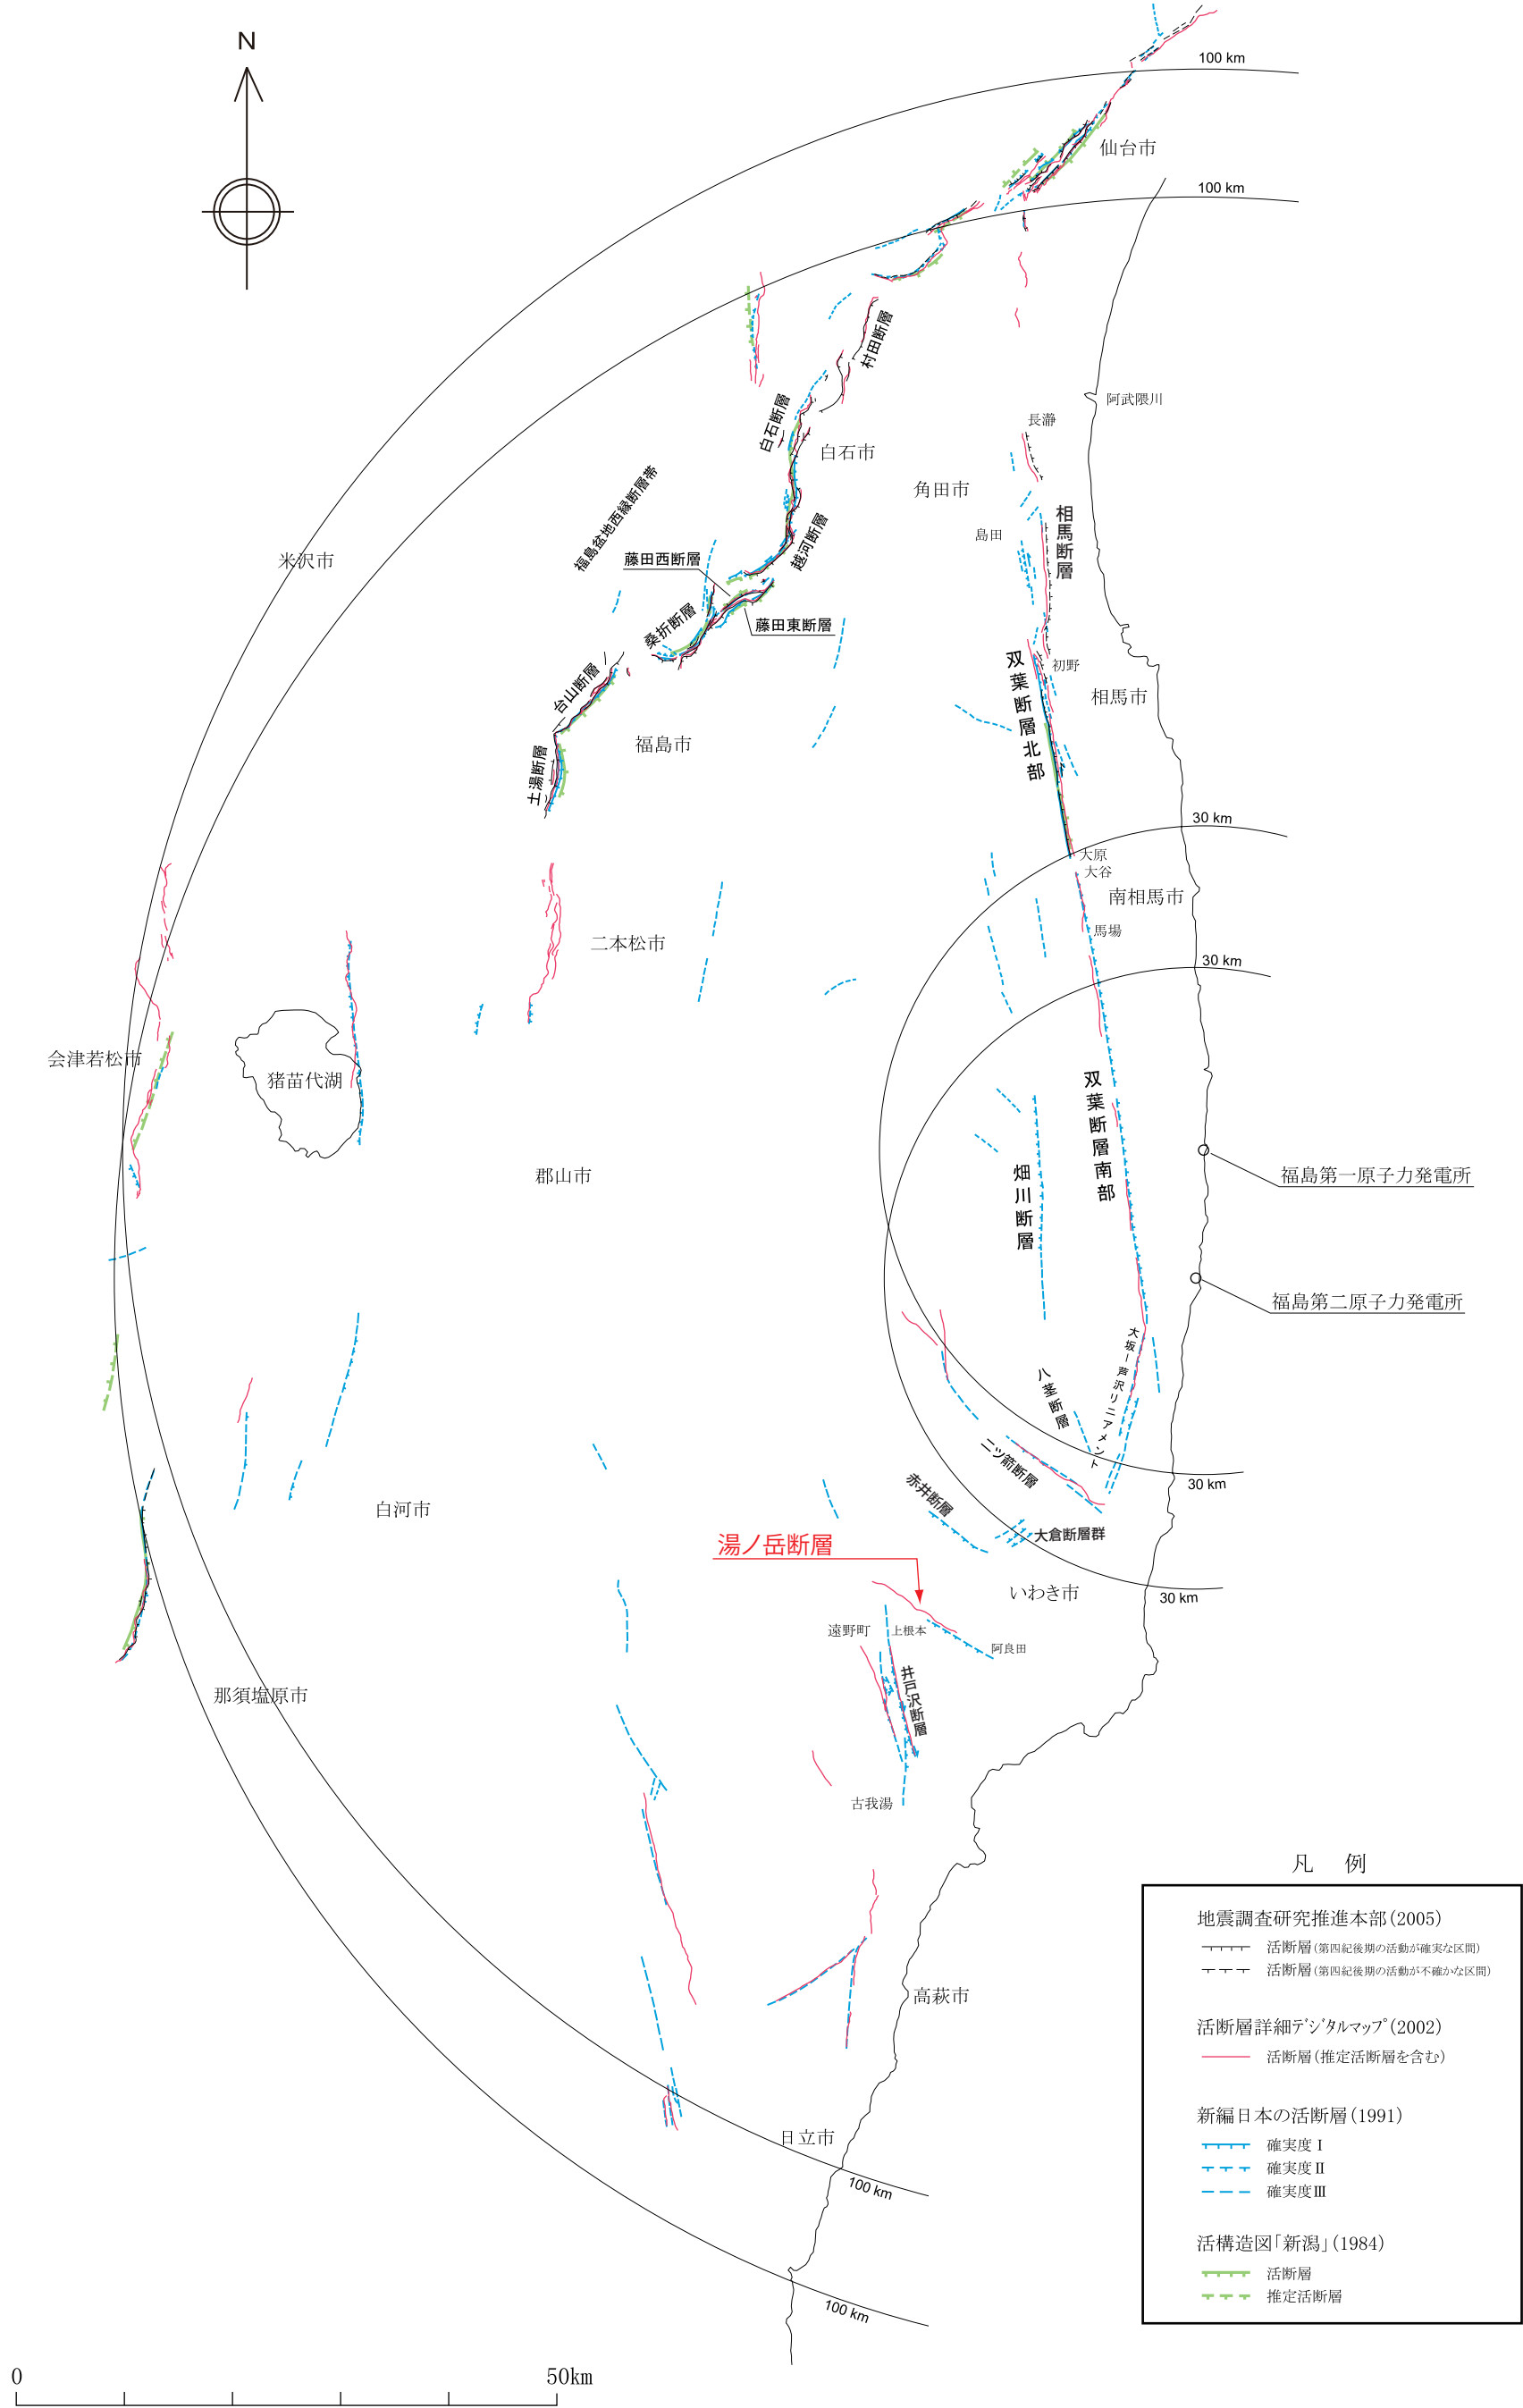 N
100 km
仙台市
100 km
村田断層
阿武隈川
白石断層
長瀞
白石市
福島盆地西縁断層帯
角田市
相馬断層
越河断層
島田
米沢市
藤田西断層
桑折断層
藤田東断層
双葉断層北部
初野
台山断層
相馬市
福島市
土湯断層
30 km
大原
大谷
南相馬市
馬場
二本松市
30 km
会津若松市
猪苗代湖
双葉断層南部
畑川断層
郡山市
福島第一原子力発電所
福島第二原子力発電所
大坂ー芦沢リニアメント
八茎断層
二ツ箭断層
赤井断層
30 km
白河市
大倉断層群
湯ノ岳断層
いわき市
30 km
遠野町
上根本
阿良田
井戸沢断層
那須塩原市
古我湯
高萩市
日立市
100 km
100 km
凡 例
地震調査研究推進本部(2005)
活断層(第四紀後期の活動が確実な区間)
活断層(第四紀後期の活動が不確かな区間)
活断層詳細ﾃﾞｼﾞﾀﾙマップ(2002)
活断層(推定活断層を含む)
新編日本の活断層(1991)
確実度Ⅰ
確実度Ⅱ
確実度Ⅲ
活構造図「新潟」(1984)
活断層
推定活断層
0
50km